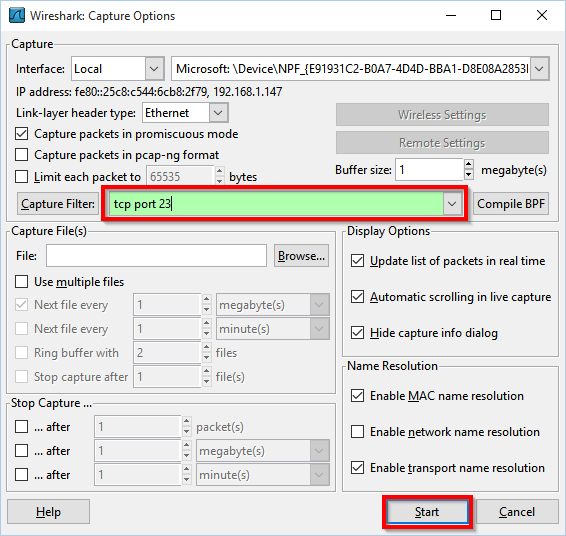 Wireshark: Capture Options
Capture
Interface: Local Microsoft: \Device\NPF_{E91931C2-B0A7-4D4D-BBA1-D8E08A2853
IP address: fe80::25c8:c544:6cb8:2f79, 192.168.1.147
Link-layer header type: Ethernet Wireless Settings
Capture packets in promiscuous mode
Remote Settings
Capture packets in pcap-ng format
Limit each packet to 65535 bytes Buffer size: 1 megabyte(s)
Capture Filter: tcp port 23 Compile BPF
Capture File(s)
File: Browse...
Use multiple files
Next file every 1 megabyte(s)
Next file every 1 minute(s)
Ring buffer with 2 files
Stop capture after 1 file(s)
Display Options
Update list of packets in real time
Automatic scrolling in live capture
Hide capture info dialog
Stop Capture ...
... after 1 packet(s)
... after 1 megabyte(s)
... after 1 minute(s)
Name Resolution
Enable MAC name resolution
Enable network name resolution
Enable transport name resolution
Help Start Cancel